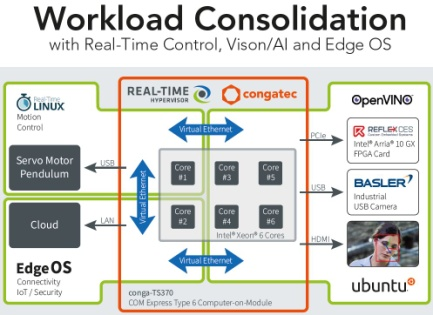 Workload Consolidation
with Real-Time Control, Vison/AI and Edge OS
Real-Time
LINUX
Motion
Control
Servo Motor
Pendulum
USB
Cloud
LAN
Edge OS
Connectivity
IoT / Security
REAL-TIME
HYPERVISOR
congatec
Virtual Ethernet
Virtual Ethernet
Core
#1
Core
#3
Core
#5
Core
#2
Core
#4
Core
#6
Intel® Xeon® 6 Cores
Virtual Ethernet
conga-TS370
COM Express Type 6 Computer-on-Module
OpenVINO
PCIe
REFLEX CES
Intel® Arria® 10 GX
FPGA Card
USB
BASLER
Industrial
USB Camera
HDMI
ubuntu